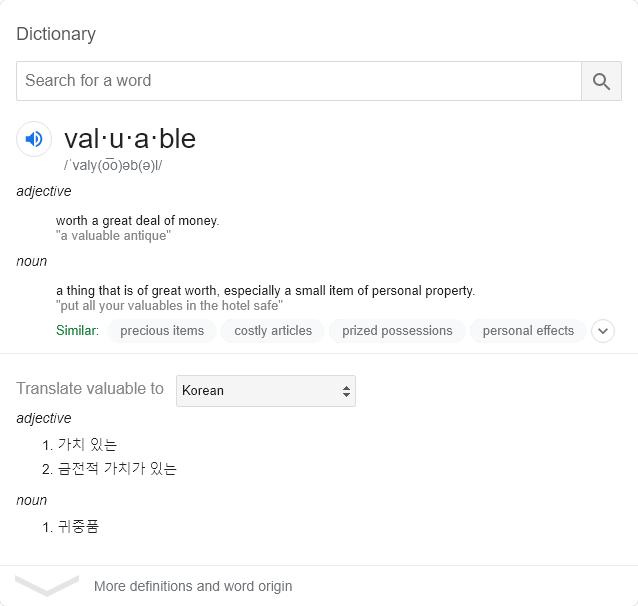 Dictionary
Search for a word
val·u·a·ble
/ˈvaly(o͞o)əb(ə)l/
adjective
worth a great deal of money.
"a valuable antique"
noun
a thing that is of great worth, especially a small item of personal property.
"put all your valuables in the hotel safe"
Similar: precious items costly articles prized possessions personal effects
Translate valuable to Korean
adjective
1. 가치 있는
2. 금전적 가치가 있는
noun
1. 귀중품
More definitions and word origin